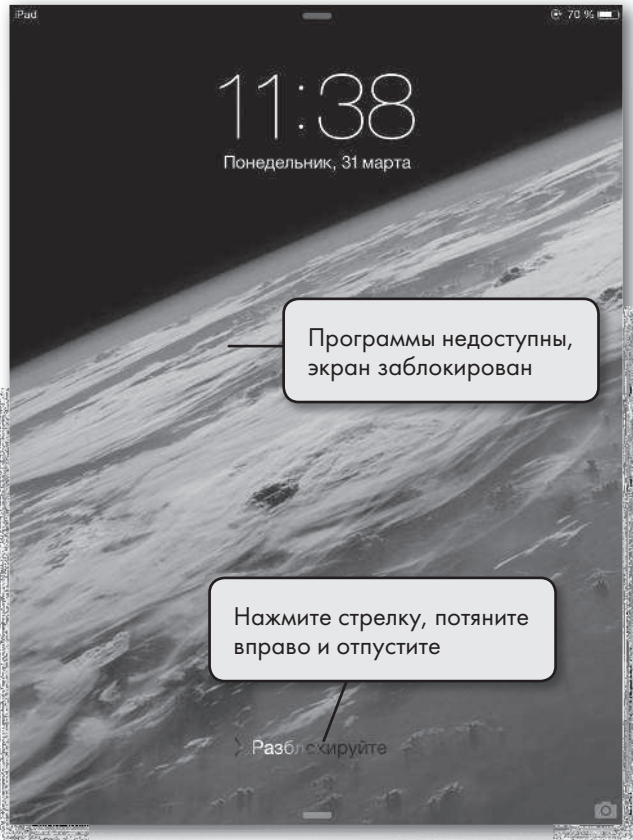 iPad
70 %
11:38
Понедельник, 31 марта
Программы недоступны,
экран заблокирован
Нажмите стрелку, потяните
вправо и отпустите
Разблокируйте